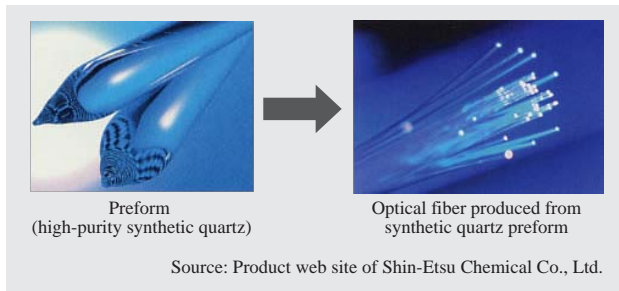 Preform
(high-purity synthetic quartz)
Optical fiber produced from
synthetic quartz preform
Source: Product web site of Shin-Etsu Chemical Co., Ltd.